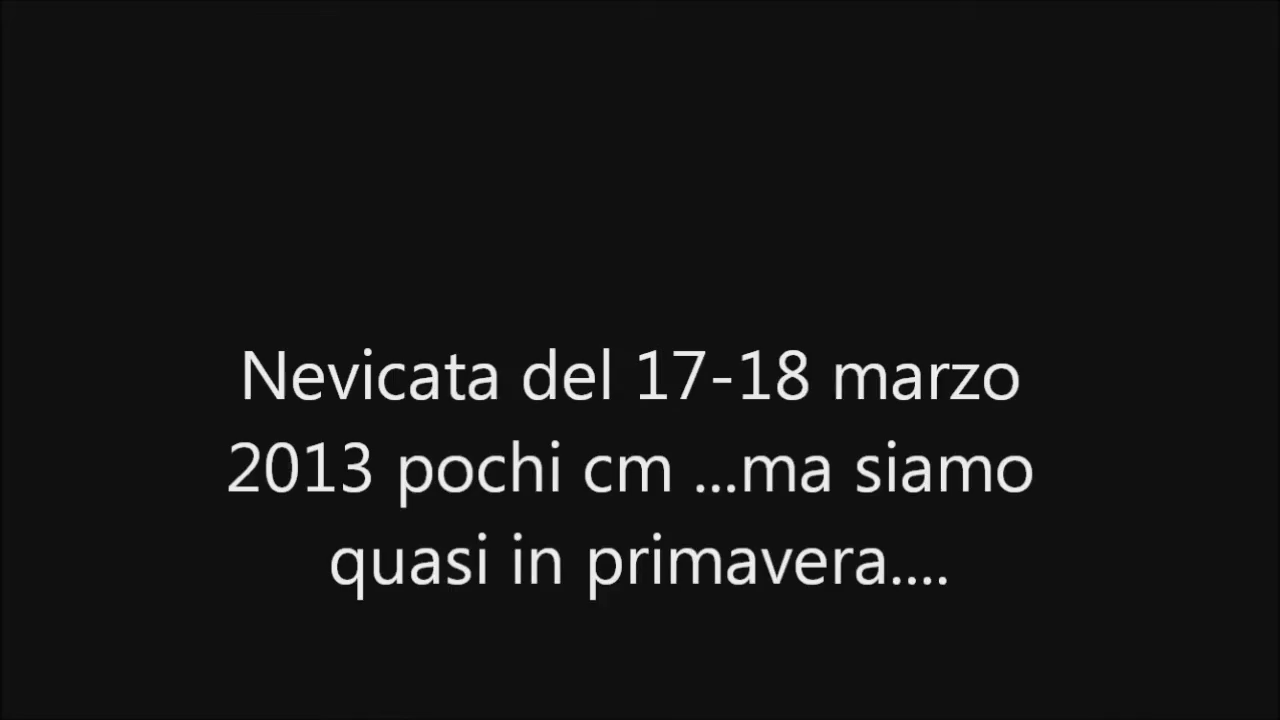 Nevicata del 17-18 marzo
2013 pochi cm ...ma siamo
quasi in primavera....